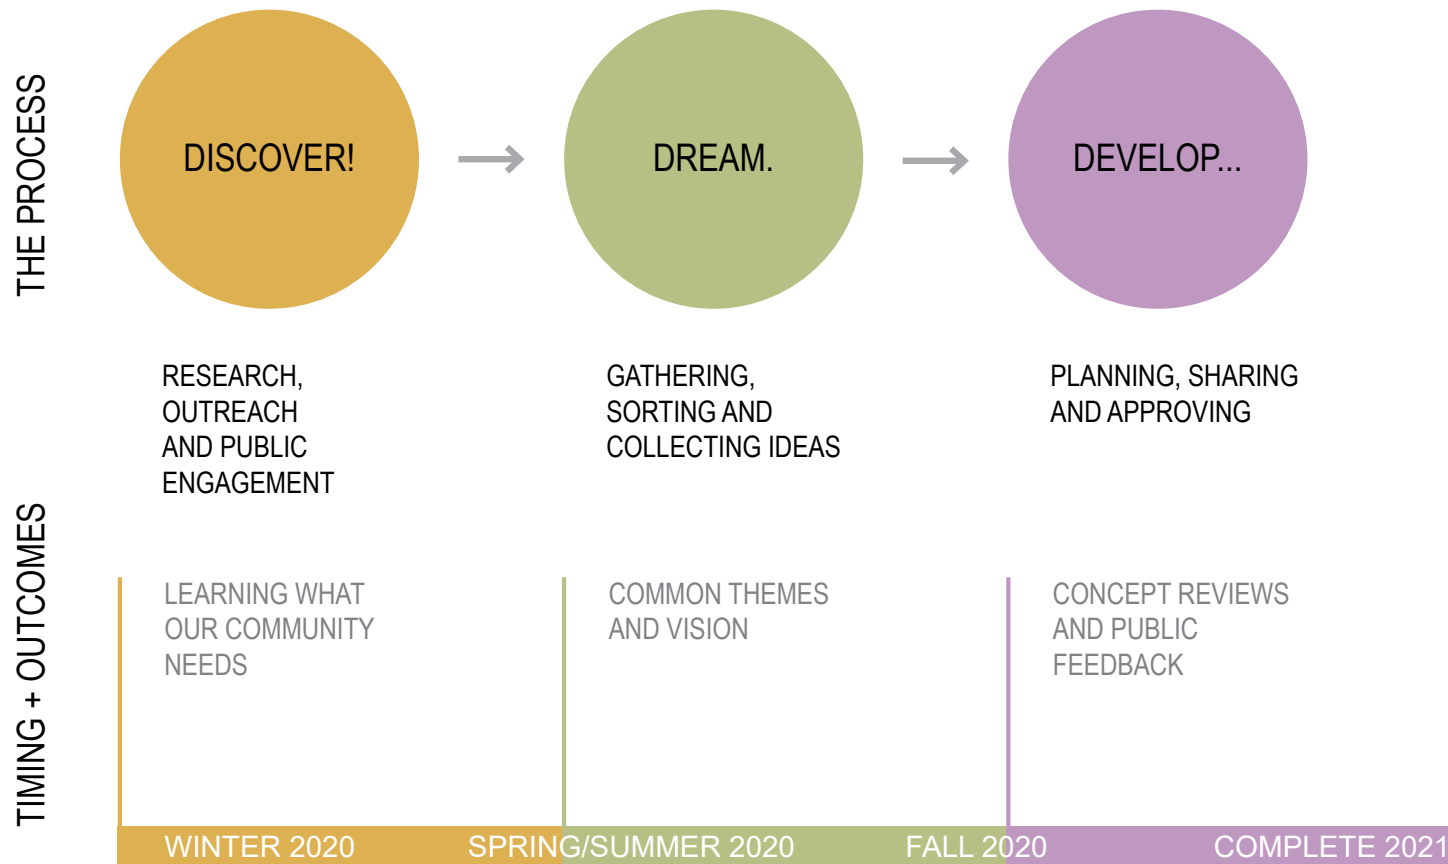 THE PROCESS
DISCOVER!
DREAM.
DEVELOP...
RESEARCH,
OUTREACH
AND PUBLIC
ENGAGEMENT
GATHERING,
SORTING AND
COLLECTING IDEAS
PLANNING, SHARING
AND APPROVING
TIMING + OUTCOMES
LEARNING WHAT
OUR COMMUNITY
NEEDS
COMMON THEMES
AND VISION
CONCEPT REVIEWS
AND PUBLIC
FEEDBACK
WINTER 2020
SPRING/SUMMER 2020
FALL 2020
COMPLETE 2021